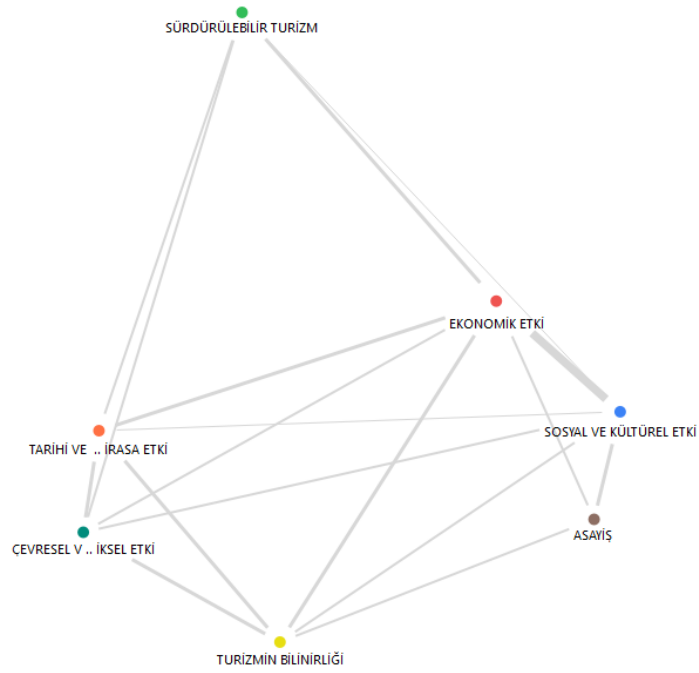 SÜRDÜRÜLEBİLİR TURİZM
EKONOMİK ETKİ
SOSYAL VE KÜLTÜREL ETKİ
TARİHİ VE .. İRASA ETKİ
ASAYİŞ
ÇEVRESEL V .. İKSEL ETKİ
TURİZMİN BİLİNİRLİĞİ